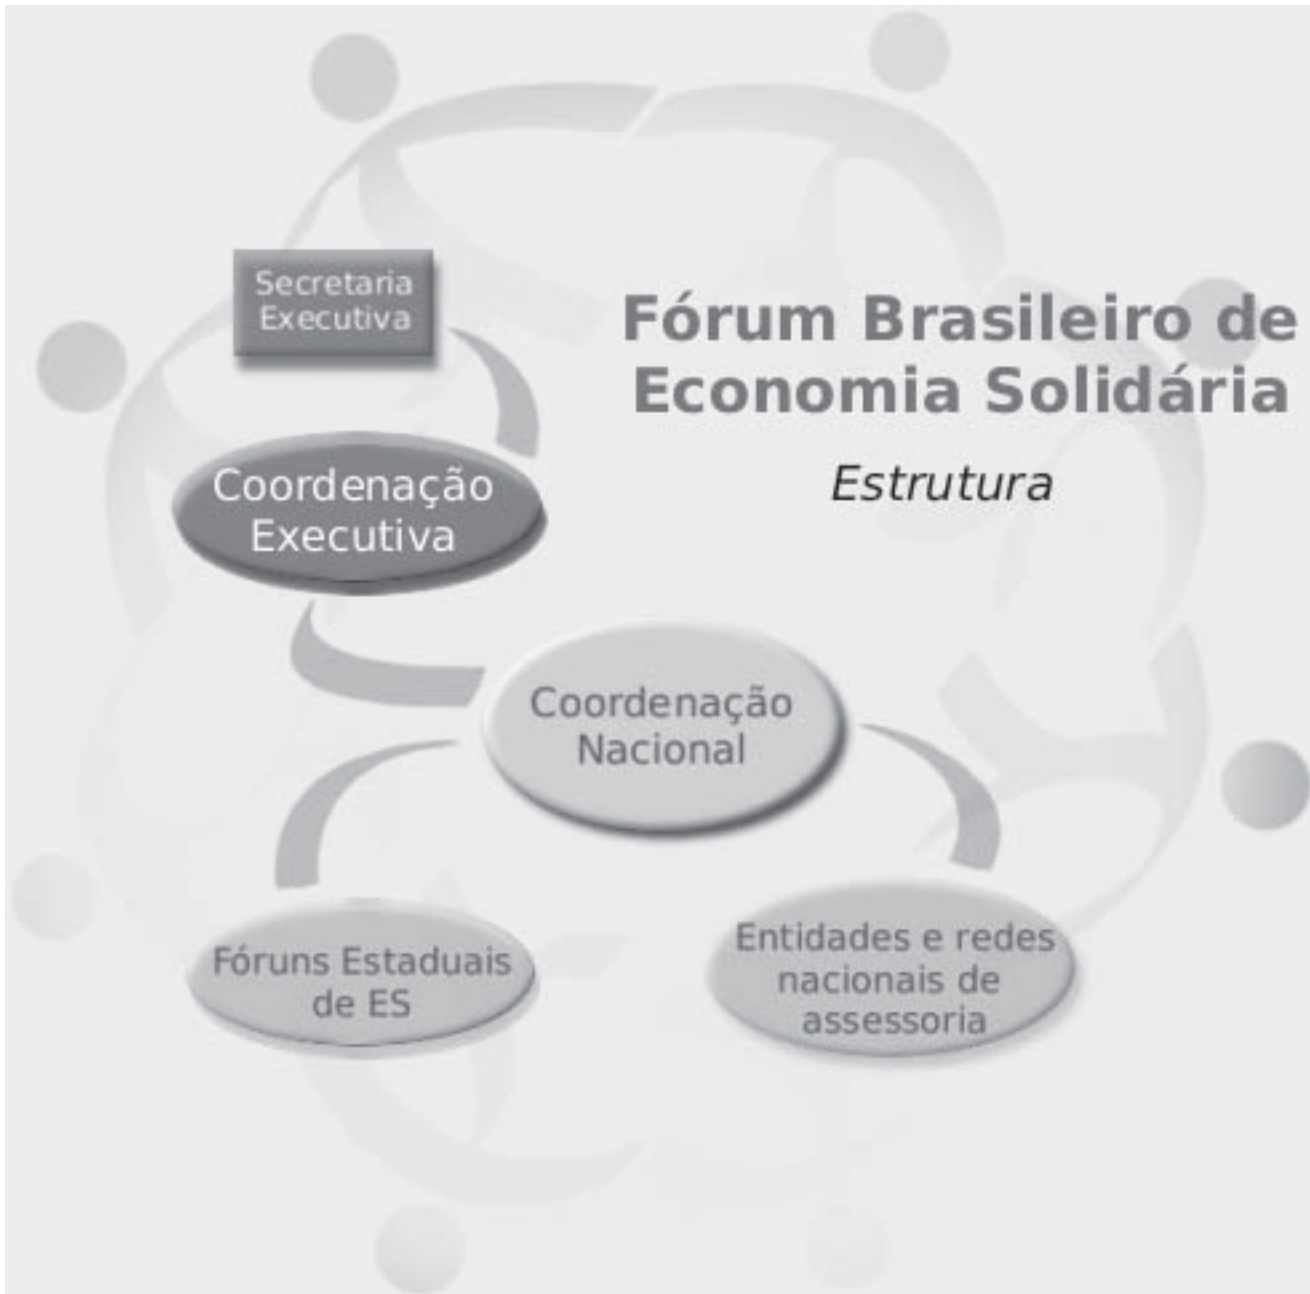 Secretaria
Executiva
Fórum Brasileiro de
Economia Solidária
Estrutura
Coordenação
Executiva
Coordenação
Nacional
Fóruns Estaduais
de ES
Entidades e redes
nacionais de
assessoria